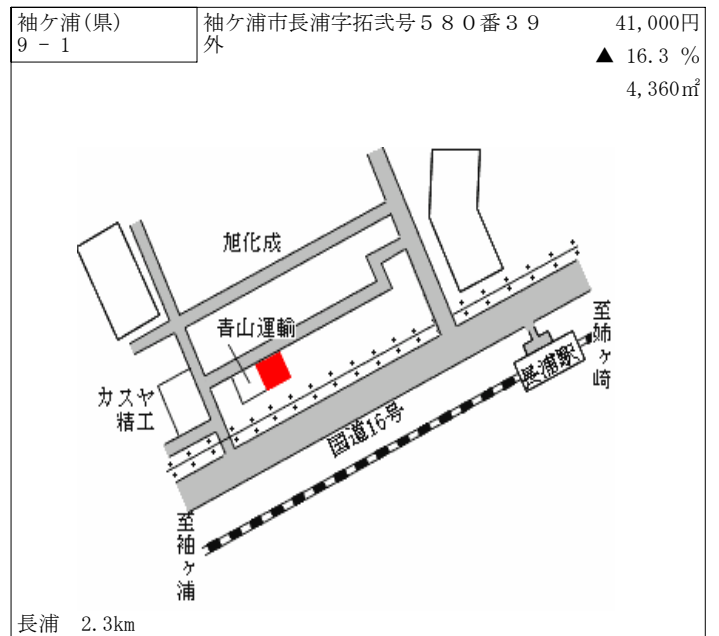 袖ケ浦(県)
9 - 1
袖ケ浦市長浦字拓弐号５８０番３９
外
41,000円
▲ 16.3 %
4,360㎡
旭化成
青山運輸
カスヤ
精工
国道16号
長浦駅
至姉ヶ崎
至袖ヶ浦
長浦 2.3km